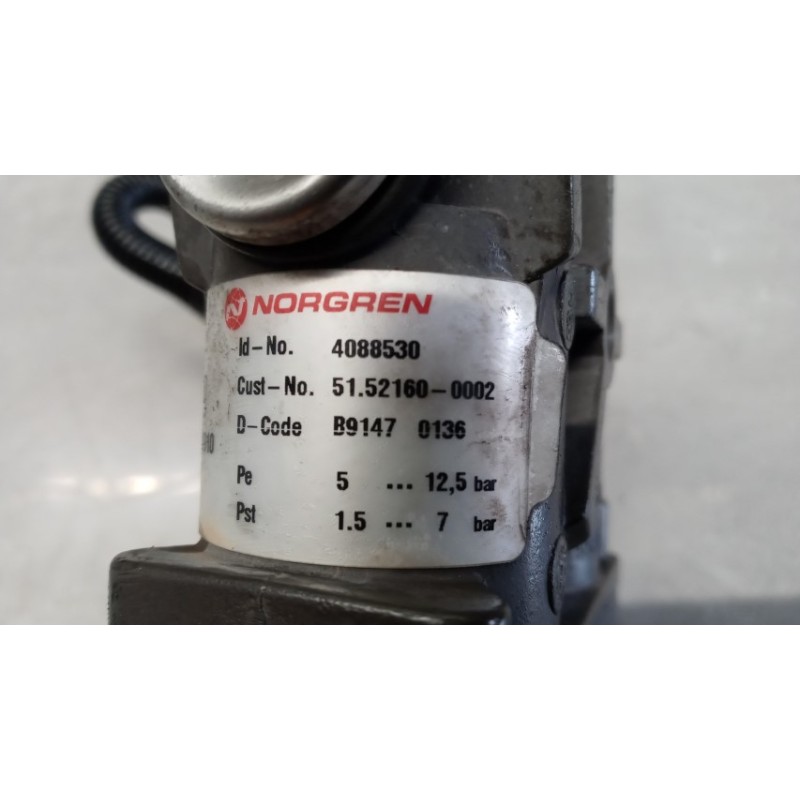 NORGREN
Id-No. 4088530
Cust-No. 51.52160-0002
D-Code B9147 0136
Pe 5 ... 12,5 bar
Pst 1.5 ... 7 bar